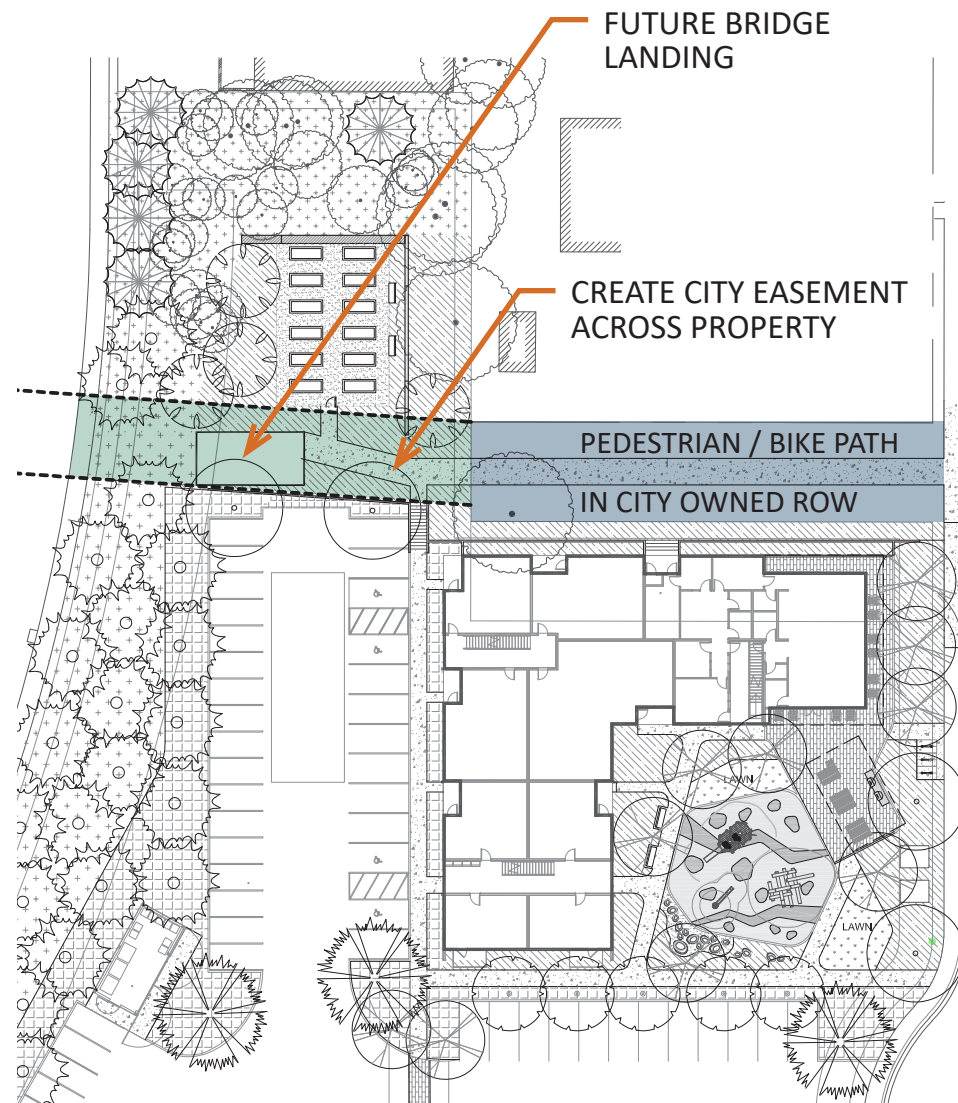 FUTURE BRIDGE
LANDING
CREATE CITY EASEMENT
ACROSS PROPERTY
PEDESTRIAN / BIKE PATH
IN CITY OWNED ROW
LAWN
LAWN